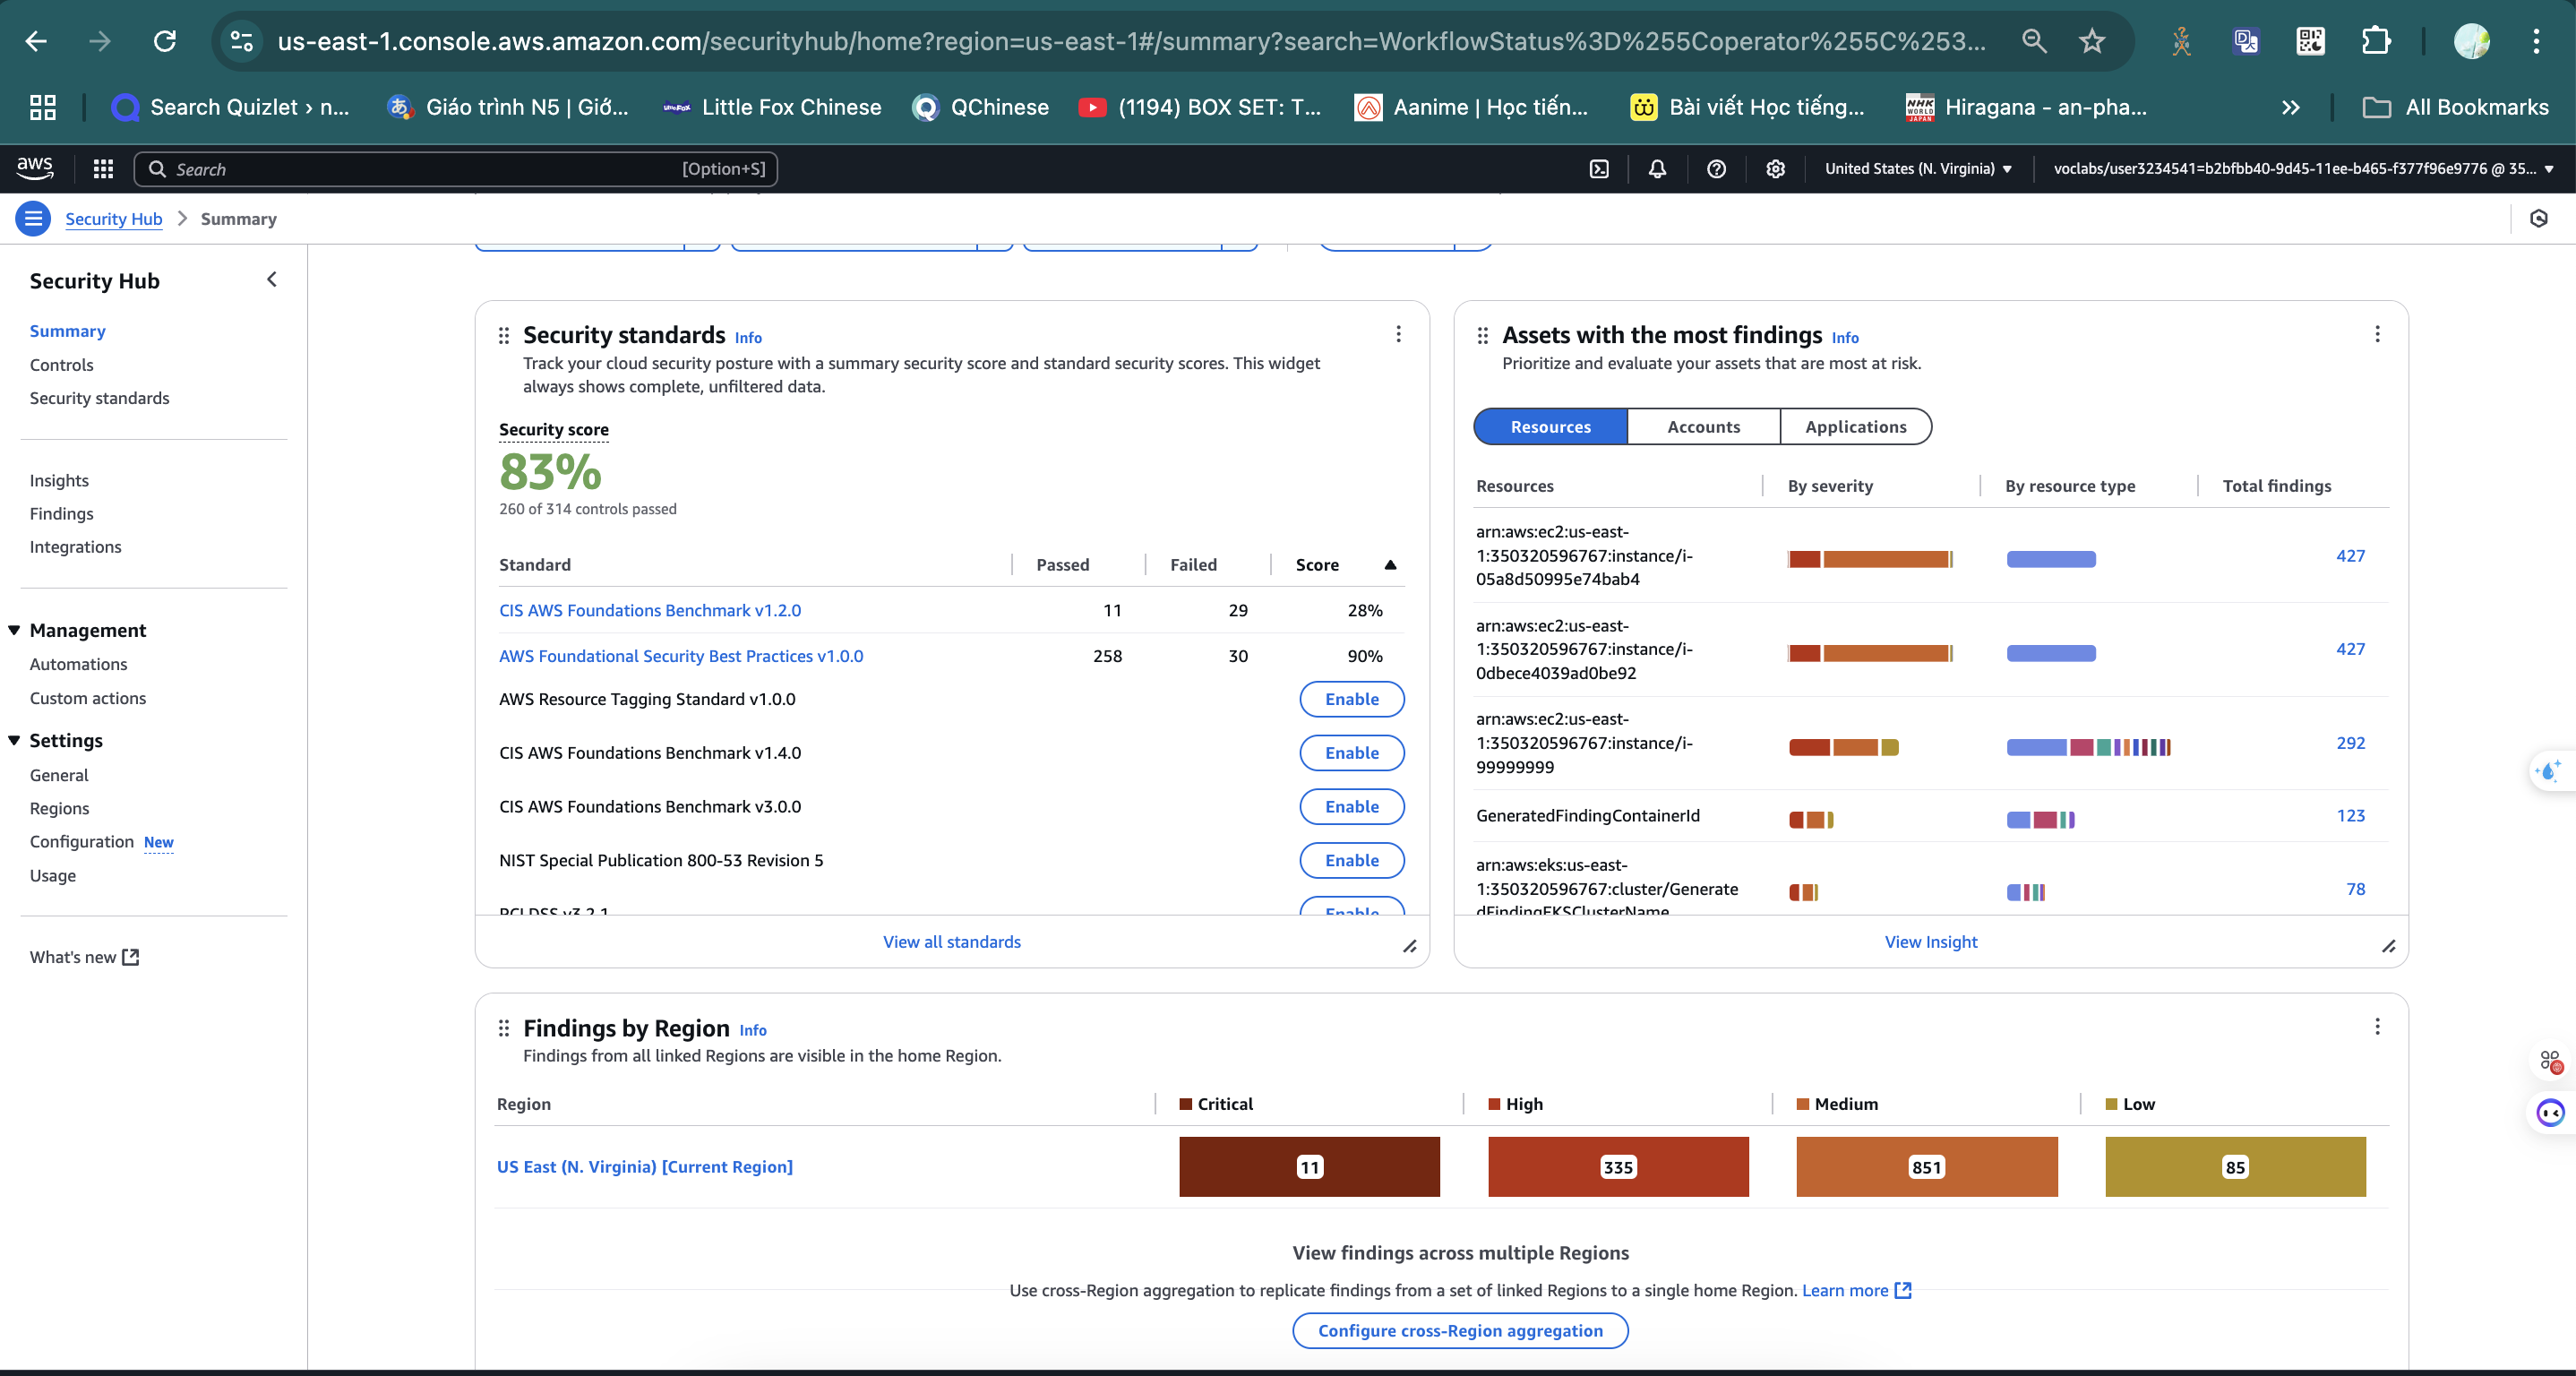 us-east-1.console.aws.amazon.com/securityhub/home?region=us-east-1#/summary?search=WorkflowStatus%3D%255Coperator%255C%253...
Search Quizlet › n...
Giáo trình N5 | Giớ...
Little Fox Chinese
QChinese
(1194) BOX SET: T...
Aanime | Học tiến...
Bài viết Học tiếng...
Hiragana - an-pha...
All Bookmarks
aws
Search
[Option+S]
United States (N. Virginia)
voclabs/user3234541=b2bfbb40-9d45-11ee-b465-f377f96e9776 @ 35...
Security Hub
Summary
Security Hub
Summary
Controls
Security standards
Insights
Findings
Integrations
Management
Automations
Custom actions
Settings
General
Regions
Configuration New
Usage
What's new
Security standards Info
Track your cloud security posture with a summary security score and standard security scores. This widget
always shows complete, unfiltered data.
Security score
83%
260 of 314 controls passed
Standard Passed Failed Score
CIS AWS Foundations Benchmark v1.2.0 11 29 28%
AWS Foundational Security Best Practices v1.0.0 258 30 90%
AWS Resource Tagging Standard v1.0.0 Enable
CIS AWS Foundations Benchmark v1.4.0 Enable
CIS AWS Foundations Benchmark v3.0.0 Enable
NIST Special Publication 800-53 Revision 5 Enable
PCI DSS v3.2.1 Enable
View all standards
Assets with the most findings Info
Prioritize and evaluate your assets that are most at risk.
Resources Accounts Applications
Resources By severity By resource type Total findings
arn:aws:ec2:us-east-
1:350320596767:instance/i-
05a8d50995e74bab4
427
arn:aws:ec2:us-east-
1:350320596767:instance/i-
0dbece4039ad0be92
427
arn:aws:ec2:us-east-
1:350320596767:instance/i-
99999999
292
GeneratedFindingContainerId 123
arn:aws:eks:us-east-
1:350320596767:cluster/Generate
dFindingEKSClusterName
78
View Insight
Findings by Region Info
Findings from all linked Regions are visible in the home Region.
Region Critical High Medium Low
US East (N. Virginia) [Current Region] 11 335 851 85
View findings across multiple Regions
Use cross-Region aggregation to replicate findings from a set of linked Regions to a single home Region. Learn more
Configure cross-Region aggregation